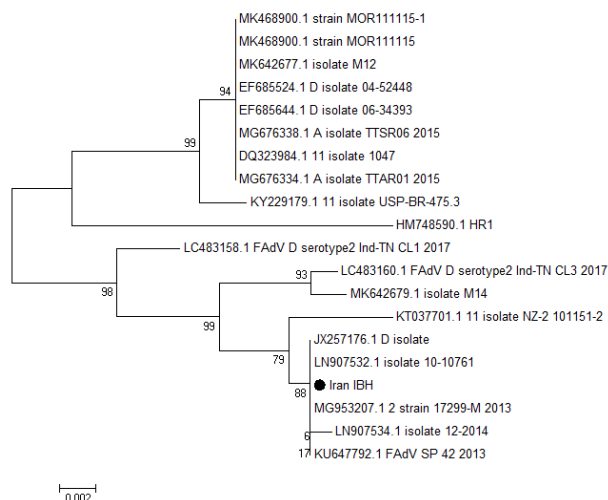 MK468900.1 strain MOR111115-1
MK468900.1 strain MOR111115
MK642677.1 isolate M12
94
EF685524.1 D isolate 04-52448
EF685644.1 D isolate 06-34393
MG676338.1 A isolate TTSR06 2015
99
DQ323984.1 11 isolate 1047
MG676334.1 A isolate TTAR01 2015
KY229179.1 11 isolate USP-BR-475.3
HM748590.1 HR1
LC483158.1 FAdV D serotype2 Ind-TN CL1 2017
93
LC483160.1 FAdV D serotype2 Ind-TN CL3 2017
98
MK642679.1 isolate M14
99
KT037701.1 11 isolate NZ-2 101151-2
JX257176.1 D isolate
79
LN907532.1 isolate 10-10761
Iran IBH
88
MG953207.1 2 strain 17299-M 2013
LN907534.1 isolate 12-2014
6
17
KU647792.1 FAdV SP 42 2013
0.002